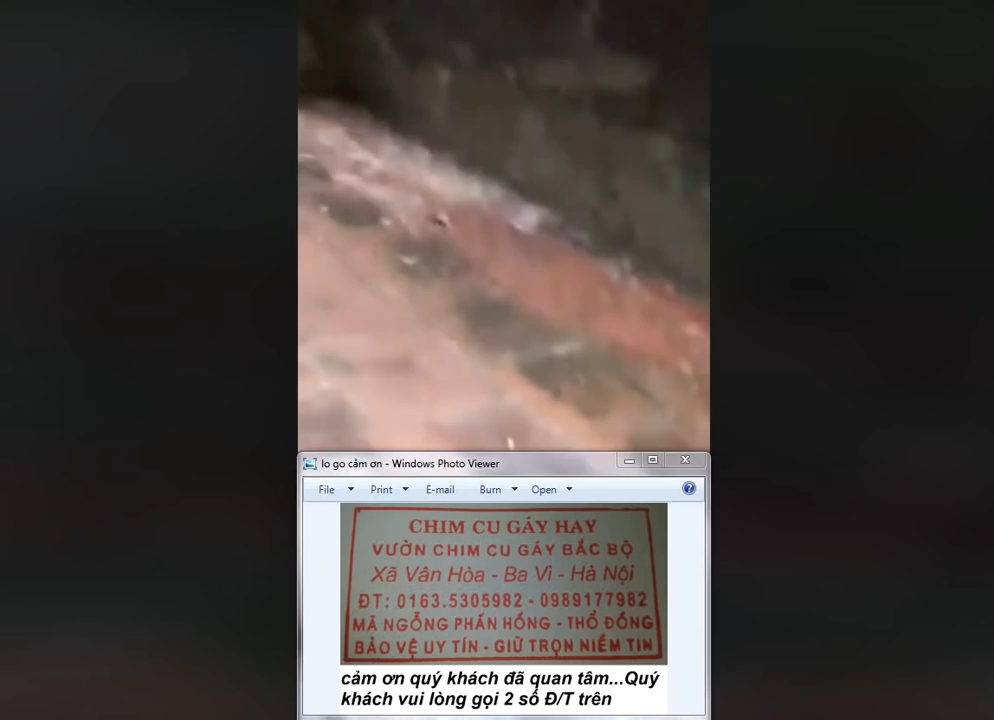 lo go cảm ơn - Windows Photo Viewer
File Print E-mail Burn Open
CHIM CU GÁY HAY
VƯỜN CHIM CU GÁY BẮC BỘ
Xã Vân Hòa - Ba Vì - Hà Nội
ĐT: 0163.5305982 - 0989177982
MÃ NGỖNG PHẤN HỒNG - THỔ ĐỒNG
BẢO VỆ UY TÍN - GIỮ TRỌN NIỀM TIN
cảm ơn quý khách đã quan tâm...Quý
khách vui lòng gọi 2 số Đ/T trên